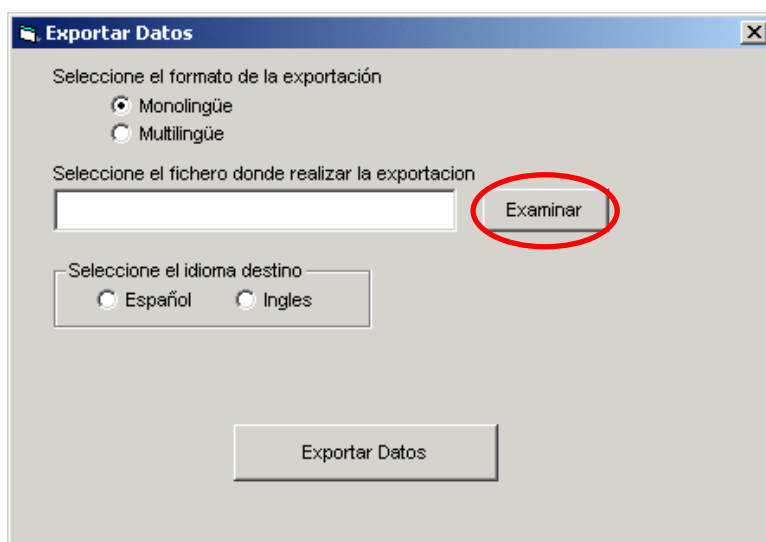 Exportar Datos
Seleccione el formato de la exportación
Monolingüe
Multilingüe
Seleccione el fichero donde realizar la exportacion
Examinar
Seleccione el idioma destino
Español Ingles
Exportar Datos